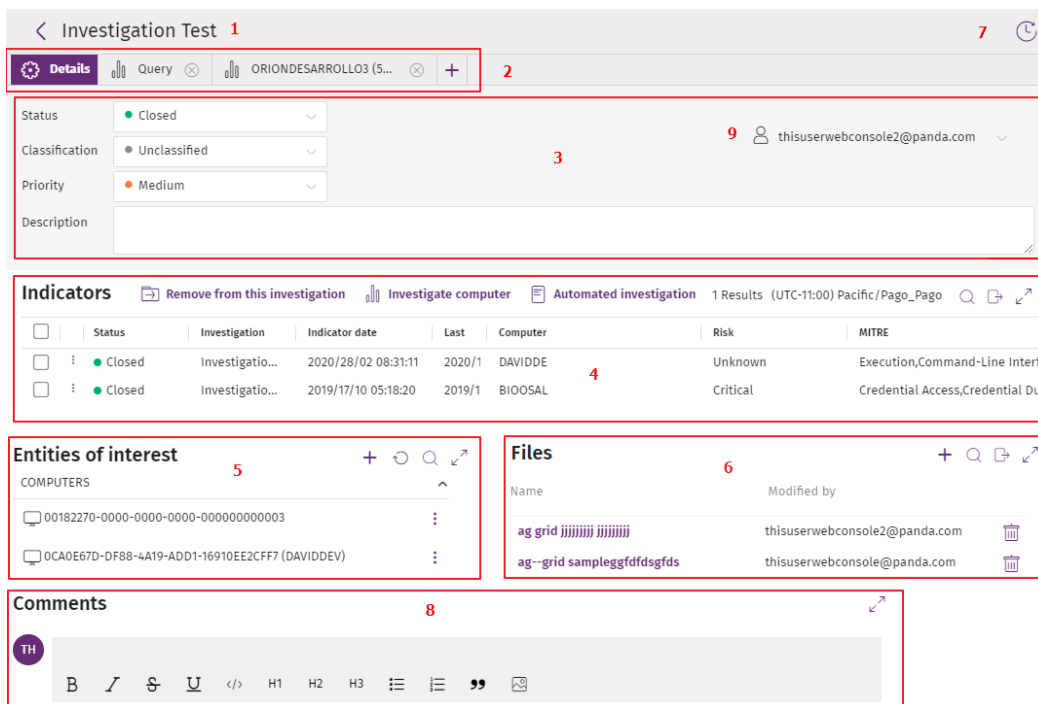 Investigation Test 1 7
Details Query ORIONDESARROLLO3 (5... + 2
Status Closed
9 thisuserwebconsole2@panda.com
Classification Unclassified
3
Priority Medium
Description
Indicators Remove from this investigation Investigate computer Automated investigation 1 Results (UTC-11:00) Pacific/Pago_Pago
Status Investigation Indicator date Last Computer Risk MITRE
Closed Investigatio... 2020/28/02 08:31:11 2020/1 DAVIDDE Unknown Execution,Command-Line Interf
4
Closed Investigatio... 2019/17/10 05:18:20 2019/1 BIOOSAL Critical Credential Access,Credential Du
Entities of interest 5
COMPUTERS
00182270-0000-0000-0000-000000000003
0CA0E67D-DF88-4A19-ADD1-16910EE2CFF7 (DAVIDDEV)
Files 6
Name Modified by
ag grid jjjjjjjjj jjjjjjjjj thisuserwebconsole2@panda.com
ag--grid sampleggfdfdsgfds thisuserwebconsole@panda.com
Comments 8
TH
B I S U </> H1 H2 H3